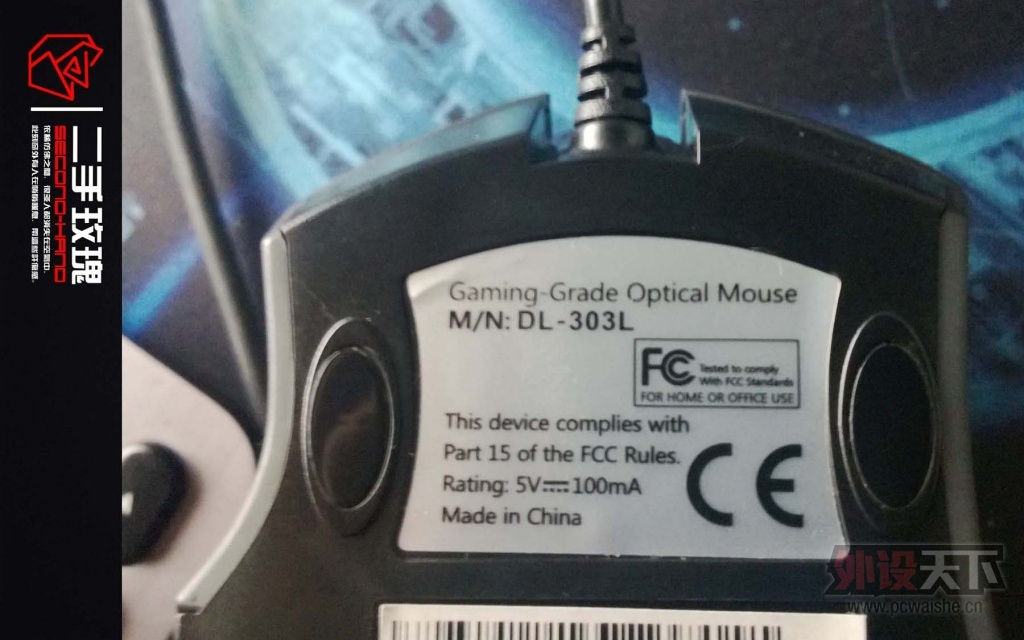 二手玫瑰
SECOND-HAND
Gaming-Grade Optical Mouse
M/N: DL-303L
FC
Tested to comply
With FCC Standards
FOR HOME OR OFFICE USE
This device complies with
Part 15 of the FCC Rules.
Rating: 5V⎓100mA
Made in China
CE
外设天下
www.pcwaishe.cn